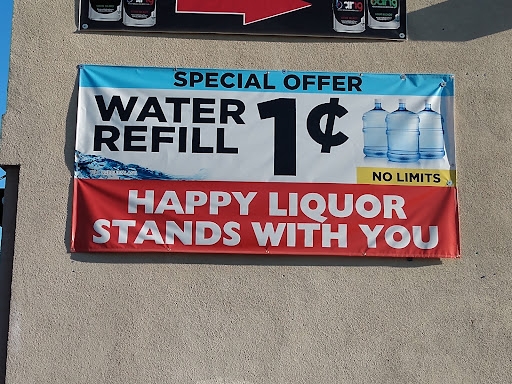 SPECIAL OFFER
WATER
REFILL
1¢
NO LIMITS
HAPPY LIQUOR
STANDS WITH YOU